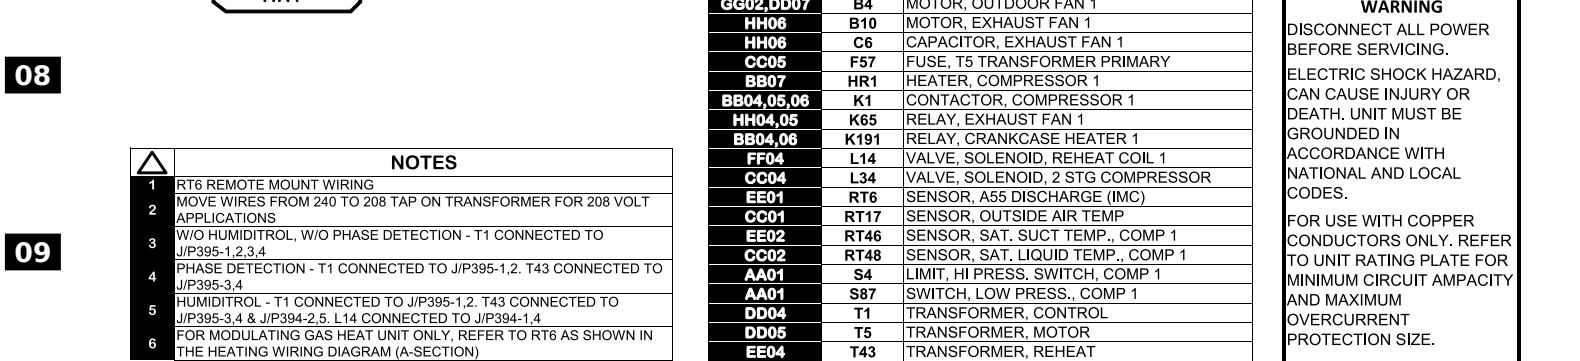 HR1
08
09
NOTES
1 RT6 REMOTE MOUNT WIRING
2 MOVE WIRES FROM 240 TO 208 TAP ON TRANSFORMER FOR 208 VOLT
APPLICATIONS
3 W/O HUMIDITROL, W/O PHASE DETECTION - T1 CONNECTED TO
J/P395-1,2,3,4
4 PHASE DETECTION - T1 CONNECTED TO J/P395-1,2. T43 CONNECTED TO
J/P395-3,4
5 HUMIDITROL - T1 CONNECTED TO J/P395-1,2. T43 CONNECTED TO
J/P395-3,4 & J/P394-2,5. L14 CONNECTED TO J/P394-1,4
6 FOR MODULATING GAS HEAT UNIT ONLY, REFER TO RT6 AS SHOWN IN
THE HEATING WIRING DIAGRAM (A-SECTION)
GG02,DD07 B4 MOTOR, OUTDOOR FAN 1
HH06 B10 MOTOR, EXHAUST FAN 1
HH06 C6 CAPACITOR, EXHAUST FAN 1
CC05 F57 FUSE, T5 TRANSFORMER PRIMARY
BB07 HR1 HEATER, COMPRESSOR 1
BB04,05,06 K1 CONTACTOR, COMPRESSOR 1
HH04,05 K65 RELAY, EXHAUST FAN 1
BB04,06 K191 RELAY, CRANKCASE HEATER 1
FF04 L14 VALVE, SOLENOID, REHEAT COIL 1
CC04 L34 VALVE, SOLENOID, 2 STG COMPRESSOR
EE01 RT6 SENSOR, A55 DISCHARGE (IMC)
CC01 RT17 SENSOR, OUTSIDE AIR TEMP
EE02 RT46 SENSOR, SAT. SUCT TEMP., COMP 1
CC02 RT48 SENSOR, SAT. LIQUID TEMP., COMP 1
AA01 S4 LIMIT, HI PRESS. SWITCH, COMP 1
AA01 S87 SWITCH, LOW PRESS., COMP 1
DD04 T1 TRANSFORMER, CONTROL
DD05 T5 TRANSFORMER, MOTOR
EE04 T43 TRANSFORMER, REHEAT
WARNING
DISCONNECT ALL POWER
BEFORE SERVICING.
ELECTRIC SHOCK HAZARD,
CAN CAUSE INJURY OR
DEATH. UNIT MUST BE
GROUNDED IN
ACCORDANCE WITH
NATIONAL AND LOCAL
CODES.
FOR USE WITH COPPER
CONDUCTORS ONLY. REFER
TO UNIT RATING PLATE FOR
MINIMUM CIRCUIT AMPACITY
AND MAXIMUM
OVERCURRENT
PROTECTION SIZE.